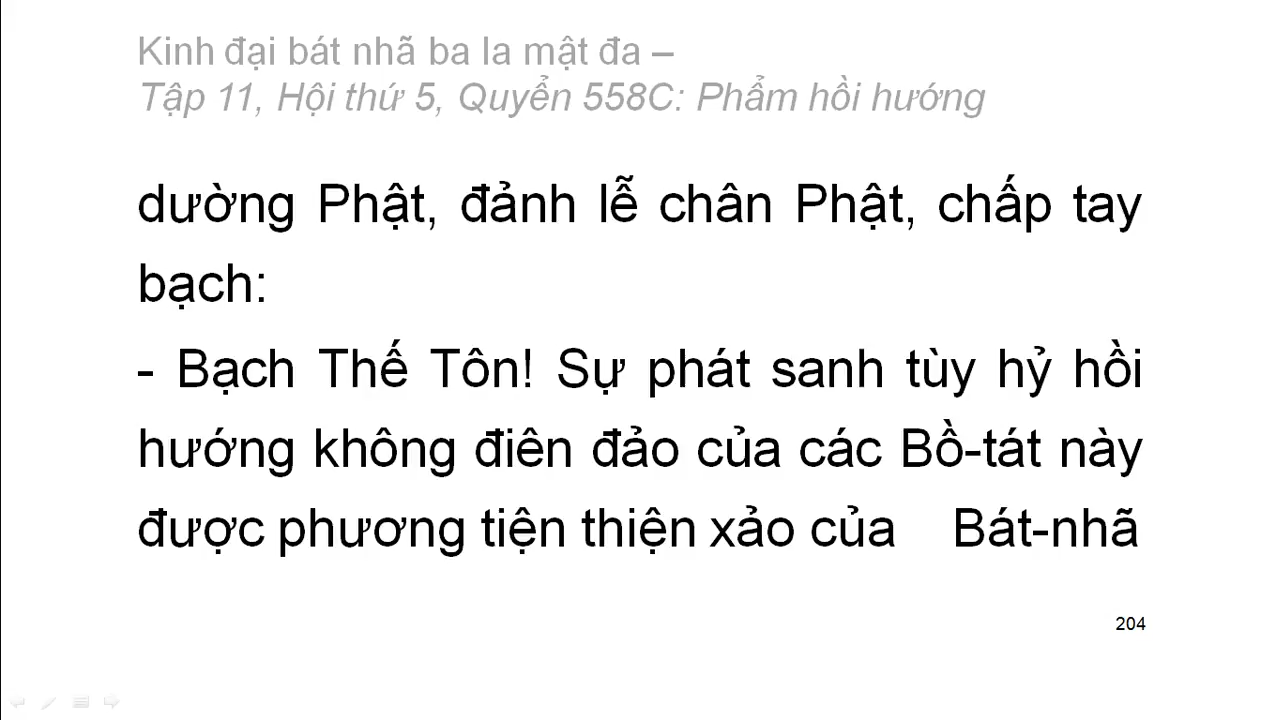 Kinh đại bát nhã ba la mật đa –
Tập 11, Hội thứ 5, Quyển 558C: Phẩm hồi hướng
dường Phật, đảnh lễ chân Phật, chấp tay
bạch:
- Bạch Thế Tôn! Sự phát sanh tùy hỷ hồi
hướng không điên đảo của các Bồ-tát này
được phương tiện thiện xảo của Bát-nhã
204